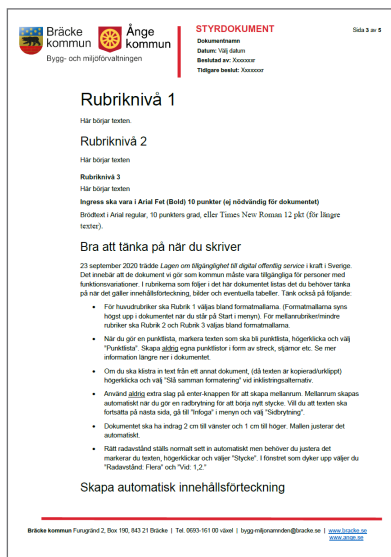 Bräcke
kommun
Ånge
kommun
Bygg- och miljöförvaltningen
STYRDOKUMENT
Sida 3 av 5
Dokumentnamn
Datum: Välj datum
Beslutad av: Xxxxxxxr
Tidigare beslut: Xxxxxxxr
Rubriknivå 1
Här börjar texten.
Rubriknivå 2
Här börjar texten
Rubriknivå 3
Här börjar texten
Ingress ska vara i Arial Fet (Bold) 10 punkter (ej nödvändig för dokumentet)
Brödtext i Arial regular, 10 punkters grad, eller Times New Roman 12 pkt (för längre
texter).
Bra att tänka på när du skriver
23 september 2020 trädde Lagen om tillgänglighet till digital offentlig service i kraft i Sverige.
Det innebär att de dokument vi gör som kommun måste vara tillgängliga för personer med
funktionsvariationer. I rubrikerna som följer i det här dokumentet listas det du behöver tänka
på när det gäller innehållsförteckning, bilder och eventuella tabeller. Tänk också på följande:
• För huvudrubriker ska Rubrik 1 väljas bland formatmallarna. (Formatmallarna syns
högst upp i dokumentet när du står på Start i menyn). För mellanrubriker/mindre
rubriker ska Rubrik 2 och Rubrik 3 väljas bland formatmallarna.
• När du gör en punktlista, markera texten som ska bli punktlista, högerklicka och välj
"Punktlista". Skapa aldrig egna punktlistor i form av streck, stjärnor etc. Se mer
information längre ner i dokumentet.
• Om du ska klistra in text från ett annat dokument, (då texten är kopierad/urklippt)
högerklicka och välj "Slå samman formatering" vid inklistringsalternativ.
• Använd aldrig extra slag på enter-knappen för att skapa mellanrum. Mellanrum skapas
automatiskt när du gör en radbrytning för att börja nytt stycke. Vill du att texten ska
fortsätta på nästa sida, gå till "Infoga" i menyn och välj "Sidbrytning".
• Dokumentet ska ha indrag 2 cm till vänster och 1 cm till höger. Mallen justerar det
automatiskt.
• Rätt radavstånd ställs normalt sett in automatiskt men behöver du justera det
markerar du texten, högerklickar och väljer "Stycke". I fönstret som dyker upp väljer du
"Radavstånd: Flera" och "Vid: 1,2."
Skapa automatisk innehållsförteckning
Bräcke kommun Furugränd 2, Box 190, 843 21 Bräcke | Tel. 0693-161 00 växel | bygg-miljonamnden@bracke.se | www.bracke.se
www.ange.se